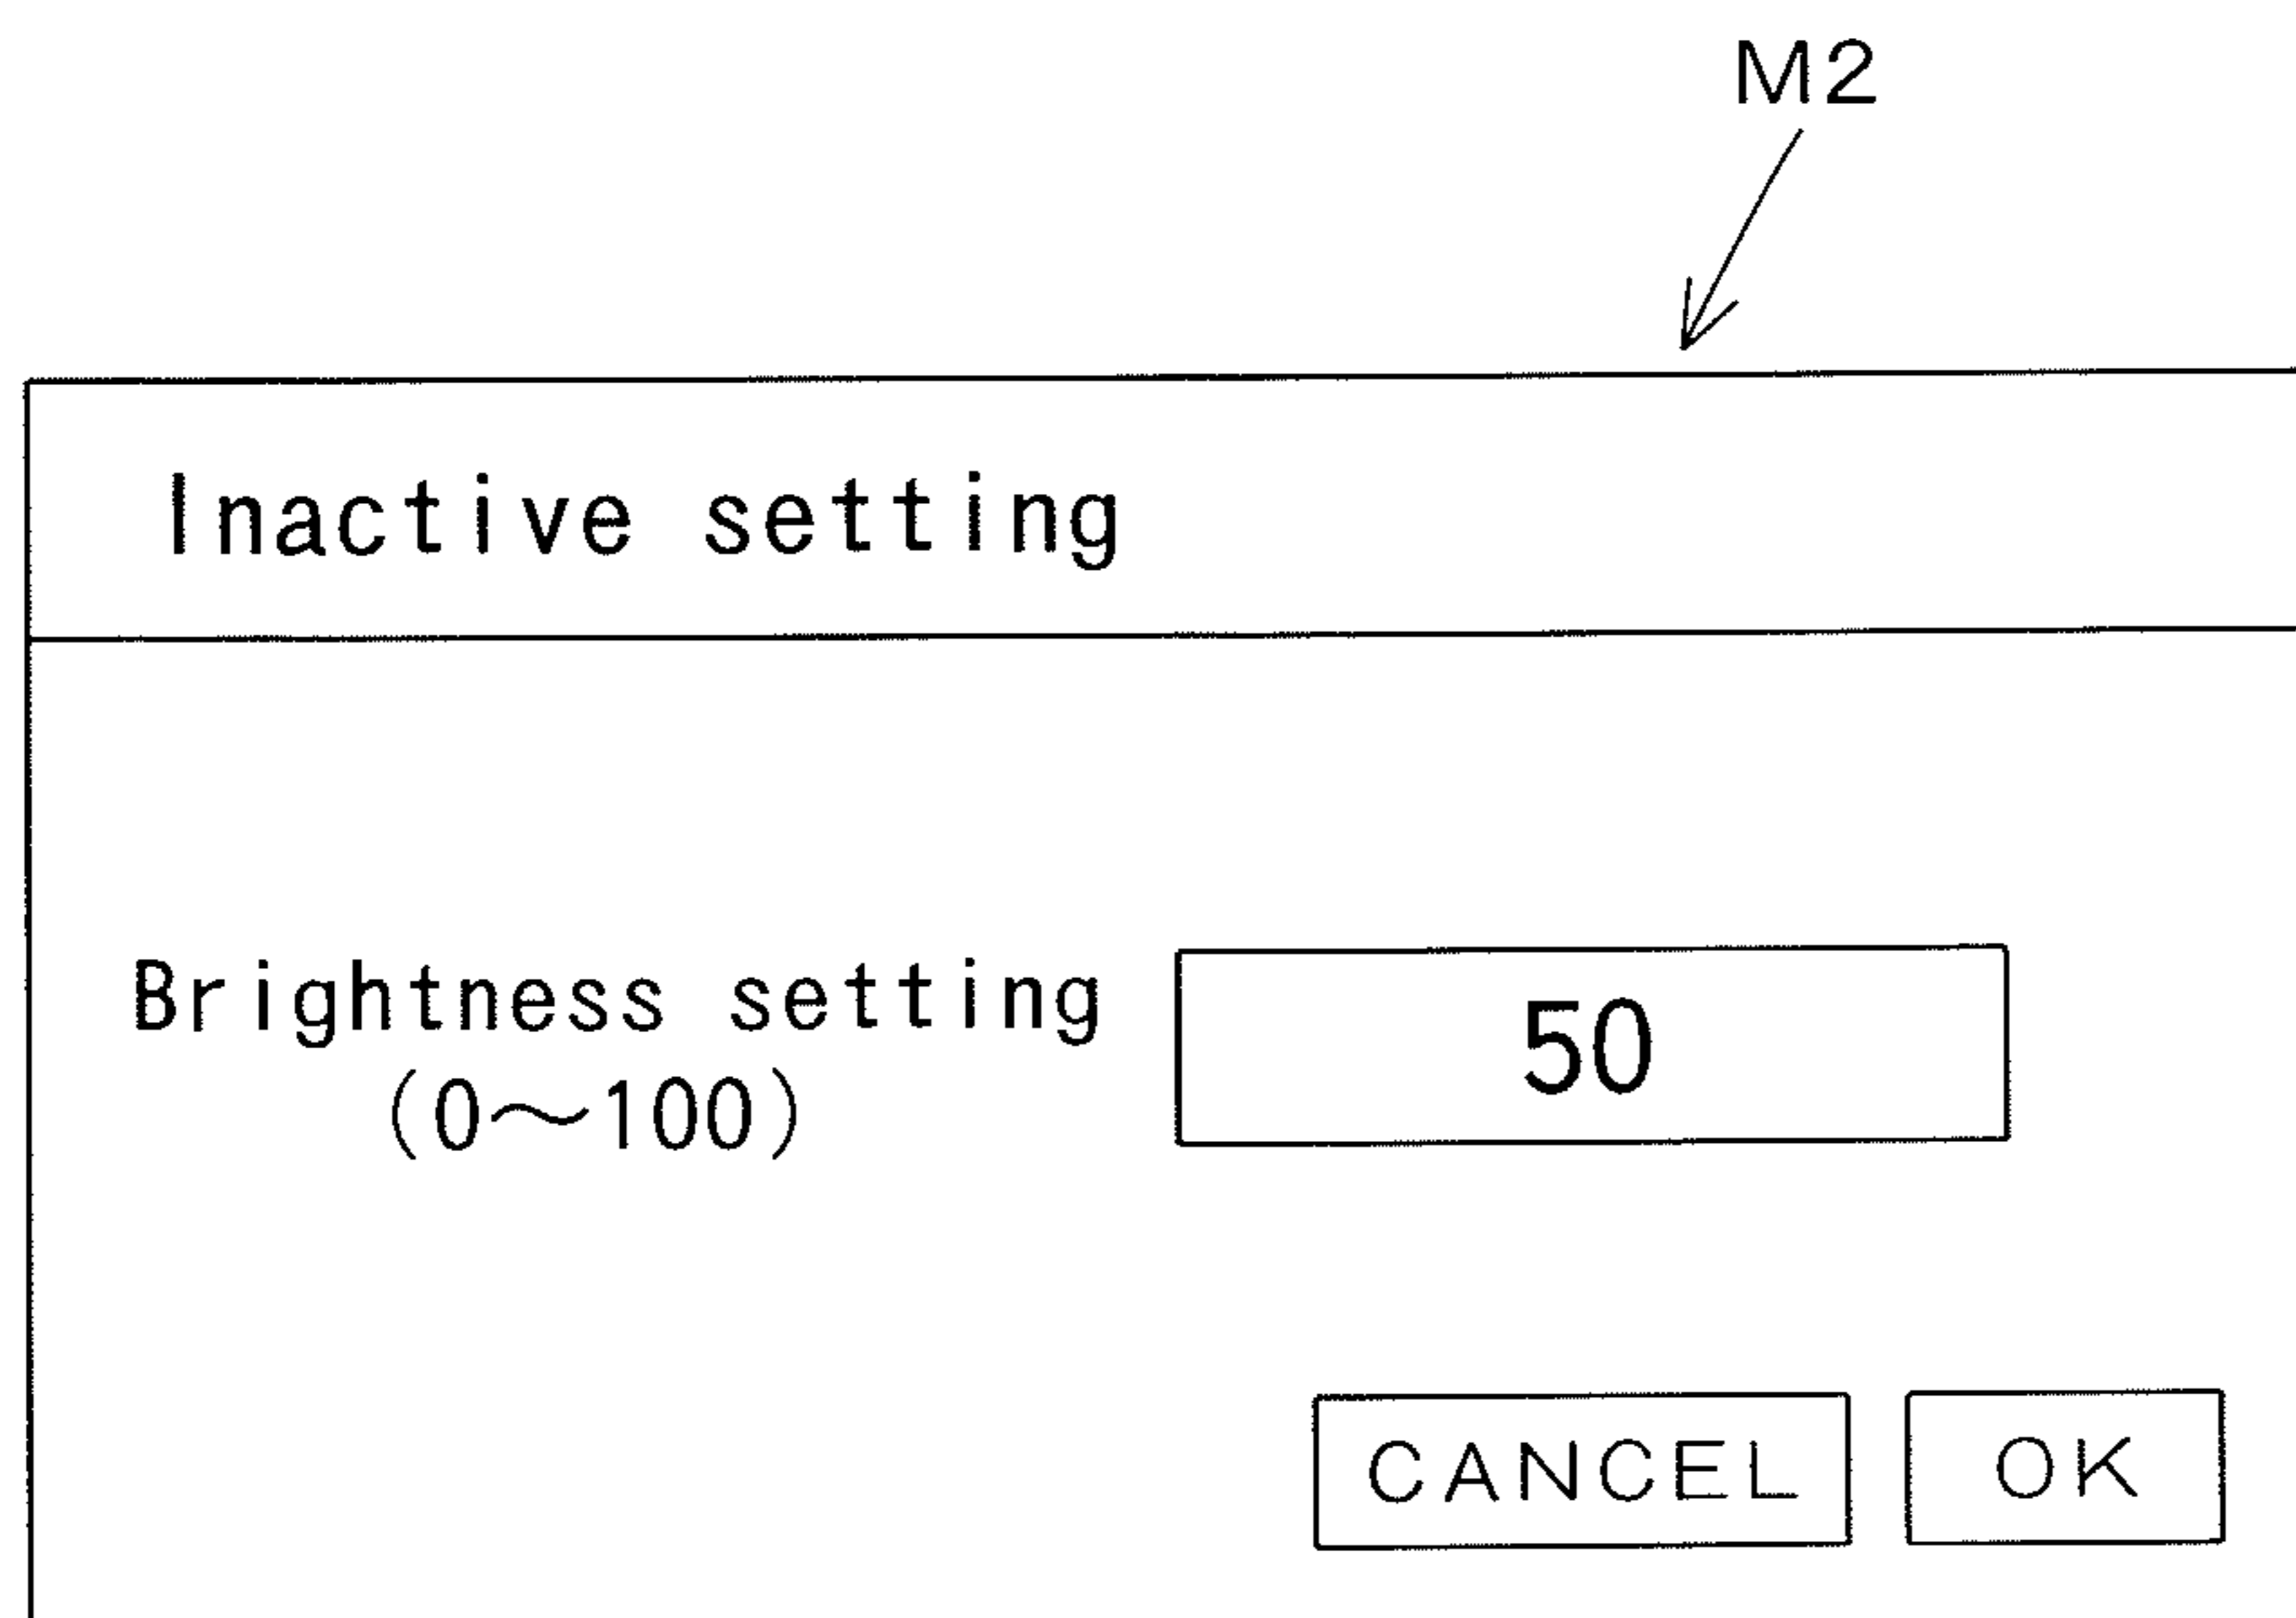 M2
Inactive setting
Brightness setting
(0～100)
50
CANCEL
OK